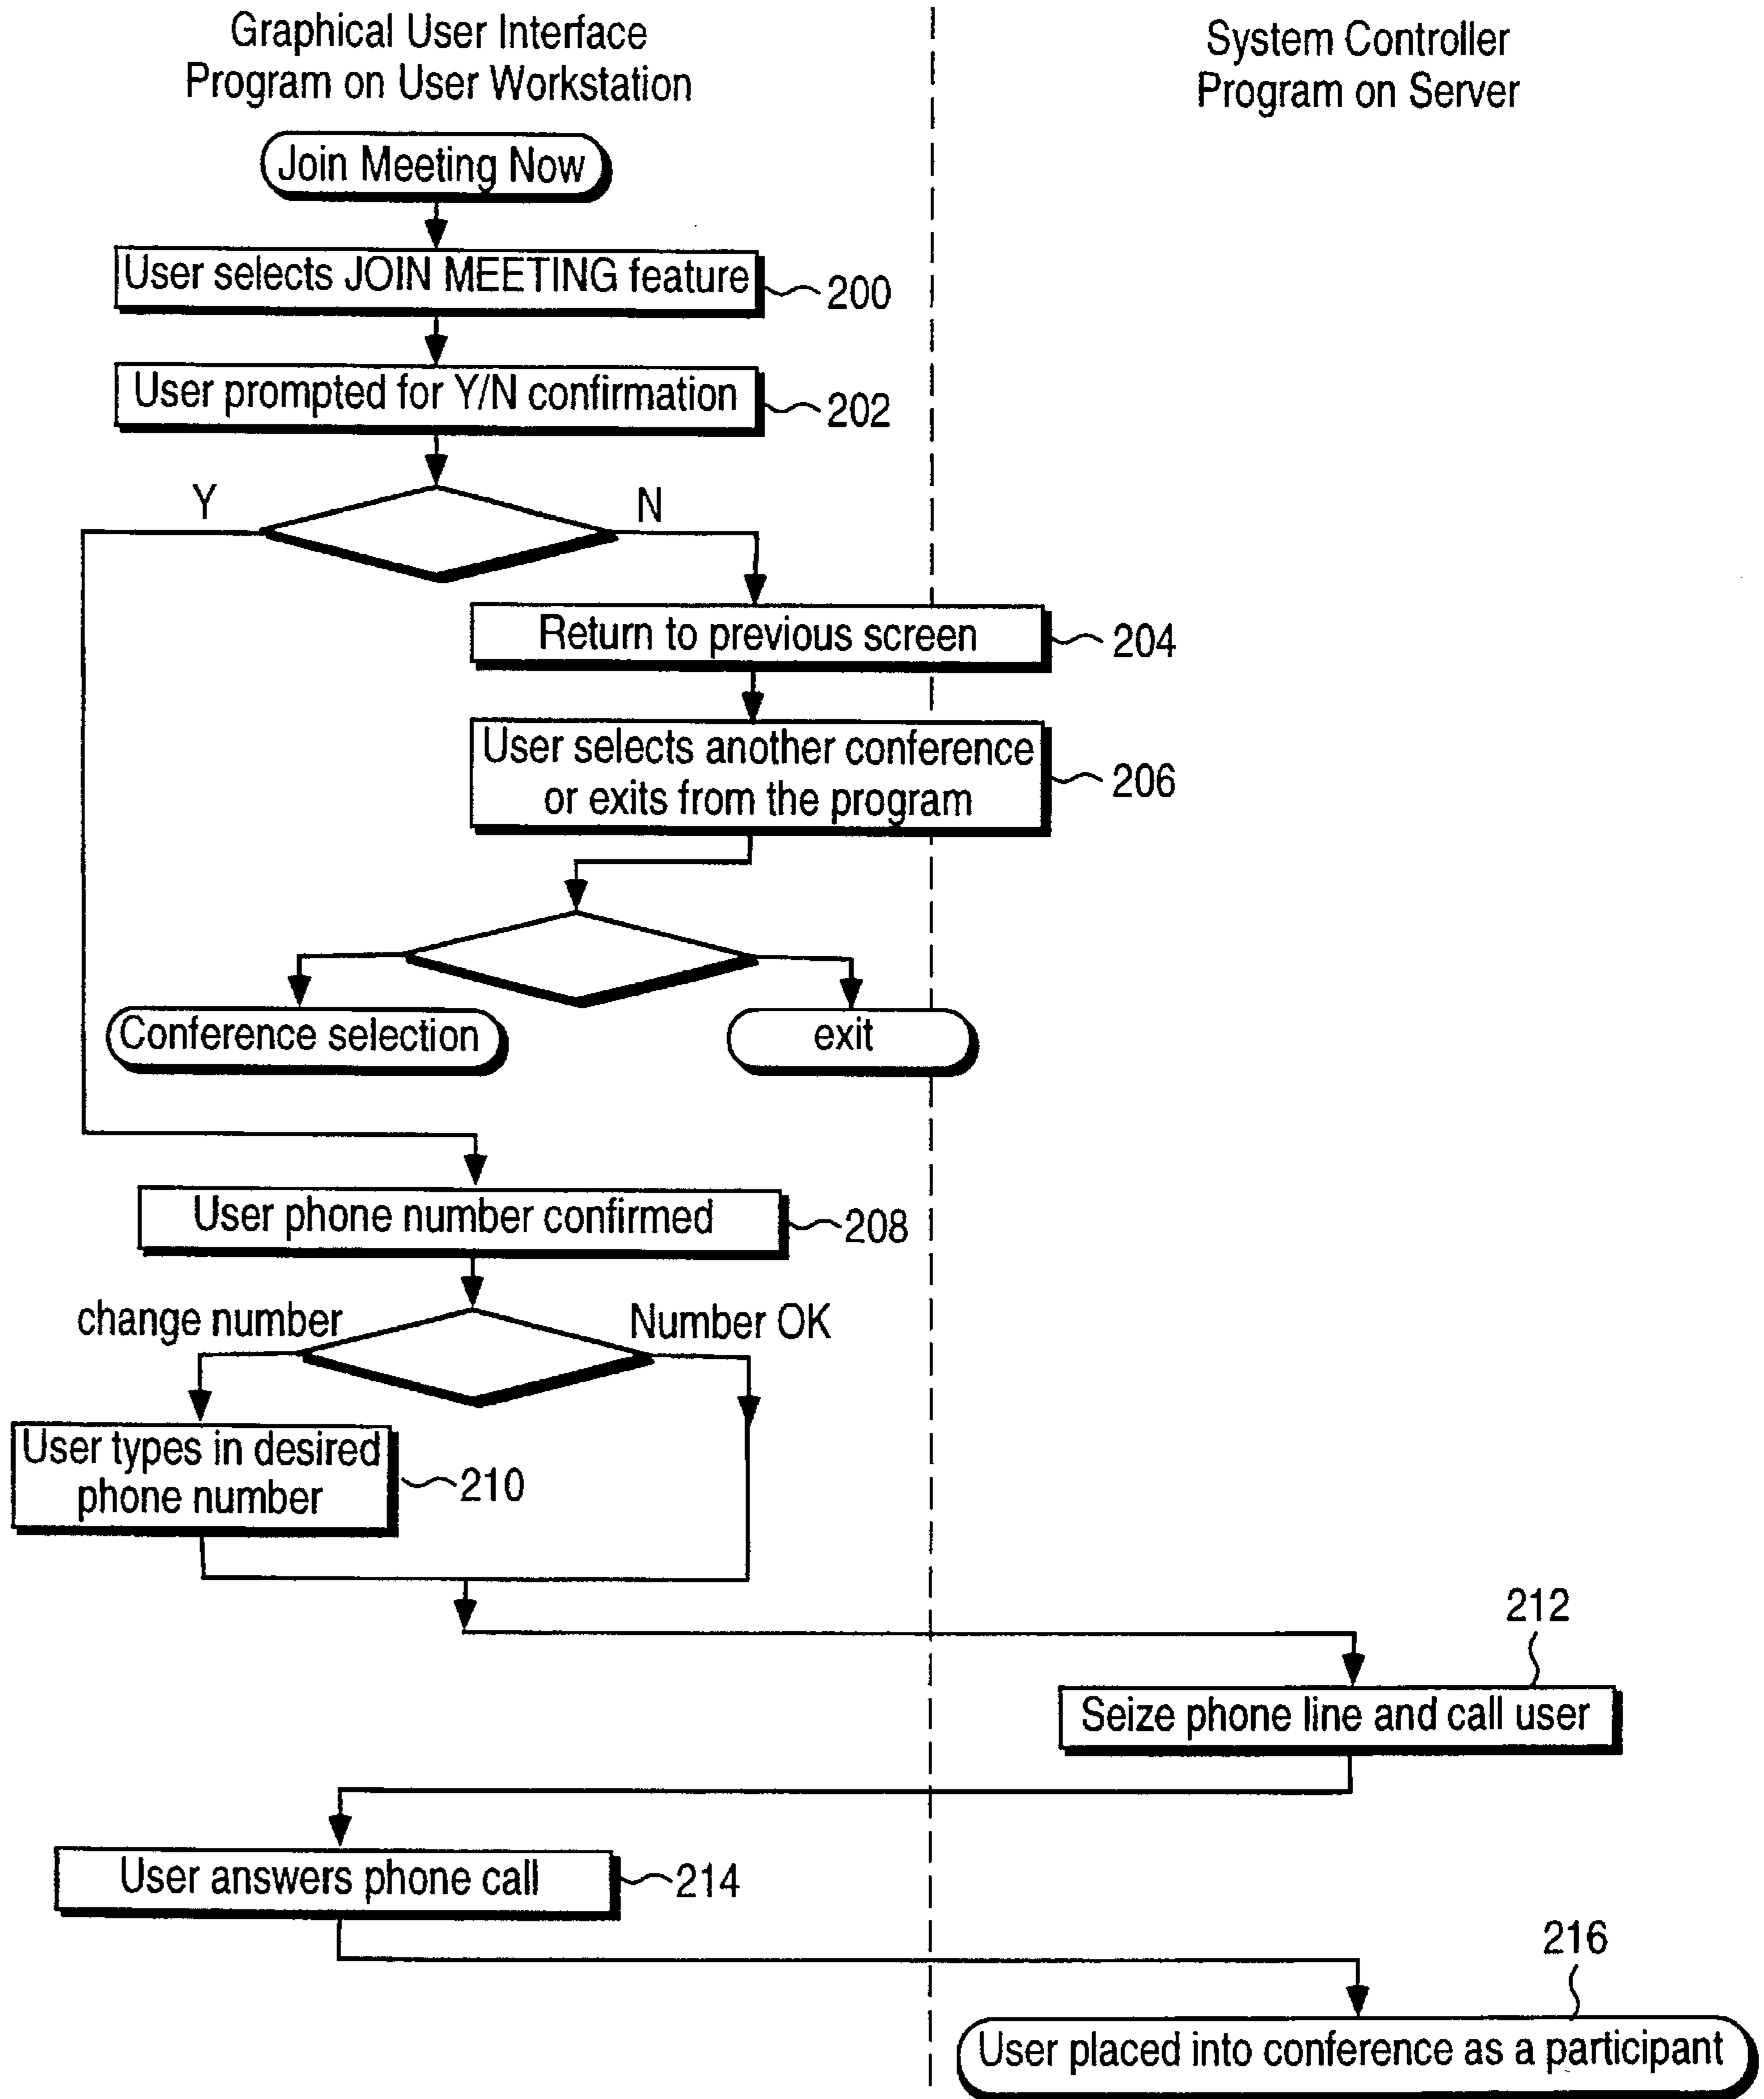 Graphical User Interface
Program on User Workstation
System Controller
Program on Server
Join Meeting Now
User selects JOIN MEETING feature
200
User prompted for Y/N confirmation
202
Y
N
Return to previous screen
204
User selects another conference
or exits from the program
206
Conference selection
exit
User phone number confirmed
208
change number
Number OK
User types in desired
phone number
210
212
Seize phone line and call user
User answers phone call
214
216
User placed into conference as a participant